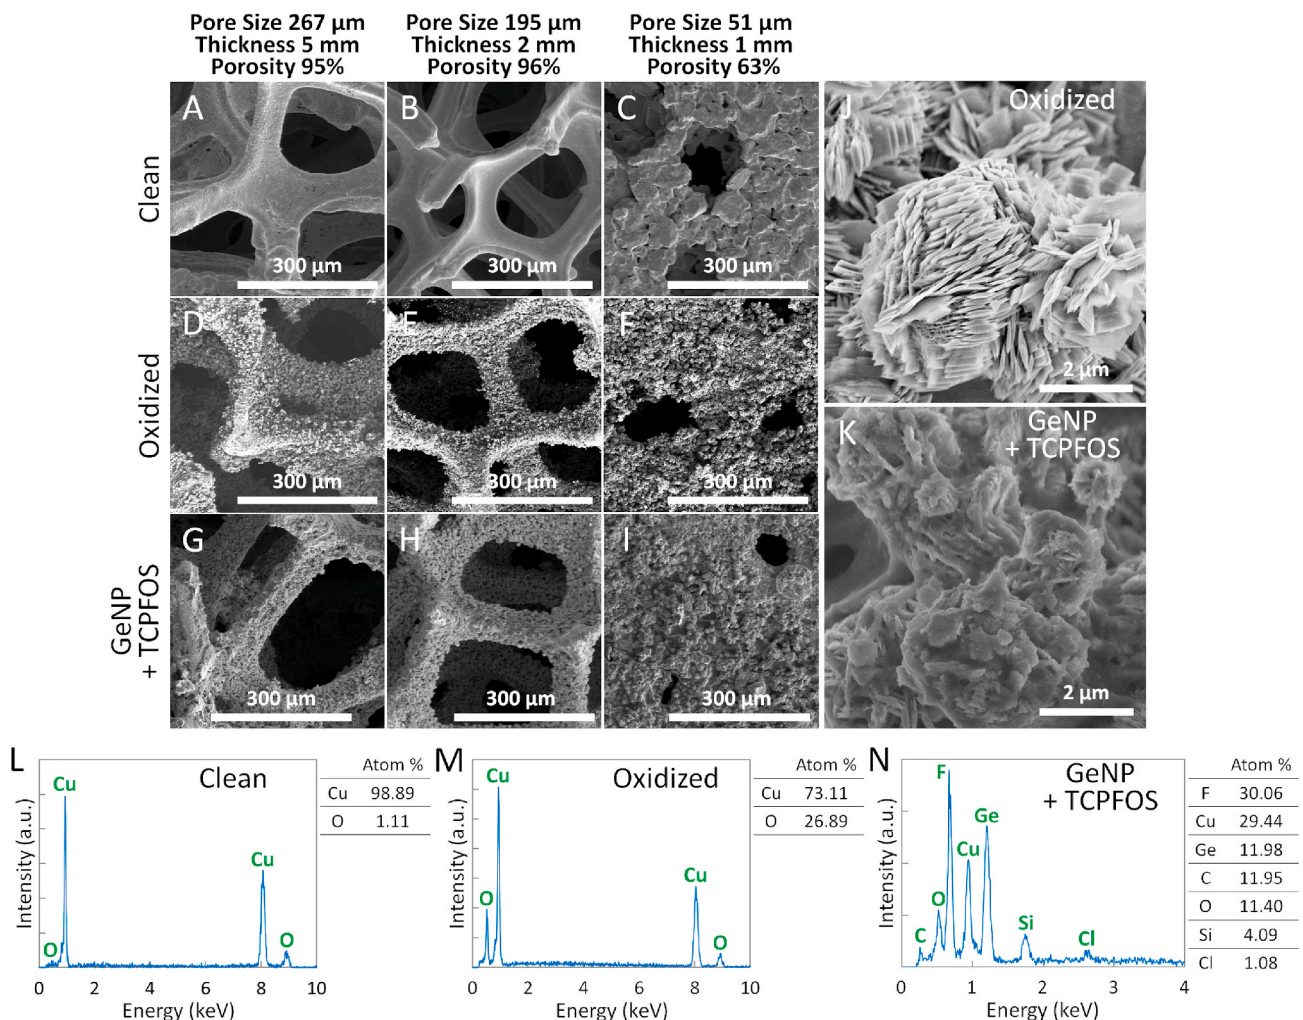 Pore Size 267 µm
Thickness 5 mm
Porosity 95%
Pore Size 195 µm
Thickness 2 mm
Porosity 96%
Pore Size 51 µm
Thickness 1 mm
Porosity 63%
Clean
A
300 µm
B
300 µm
C
300 µm
J
Oxidized
2 µm
Oxidized
D
300 µm
E
300 µm
F
300 µm
K
GeNP
+ TCPFOS
2 µm
GeNP
+ TCPFOS
G
300 µm
H
300 µm
I
300 µm
L
Clean
Intensity (a.u.)
O
Cu
Cu
O
0 2 4 6 8 10
Energy (keV)
Atom %
Cu 98.89
O 1.11
M
Oxidized
Intensity (a.u.)
O
Cu
Cu
O
0 2 4 6 8 10
Energy (keV)
Atom %
Cu 73.11
O 26.89
N
GeNP
+ TCPFOS
Intensity (a.u.)
C
O
F
Cu
Ge
Si
Cl
0 1 2 3 4
Energy (keV)
Atom %
F 30.06
Cu 29.44
Ge 11.98
C 11.95
O 11.40
Si 4.09
Cl 1.08